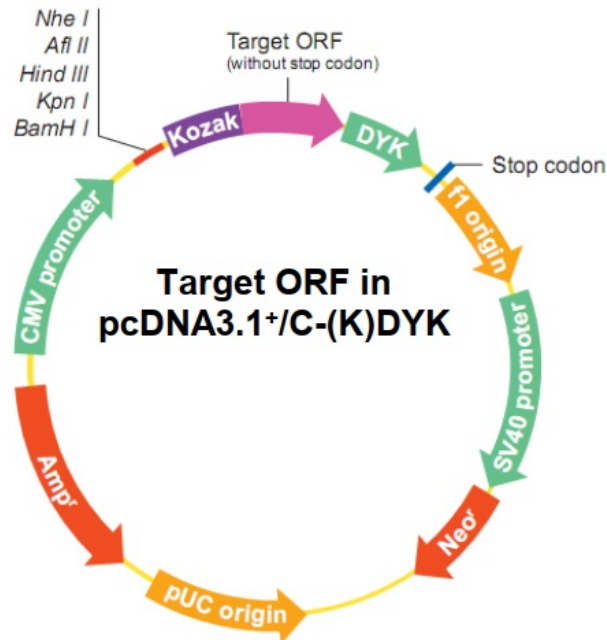 Nhe I
Afl II
Hind III
Kpn I
BamH I
Target ORF
(without stop codon)
Kozak
DYK
Stop codon
f1 origin
CMV promoter
Target ORF in
pcDNA3.1⁺/C-(K)DYK
SV40 promoter
Ampʳ
Neoʳ
pUC origin